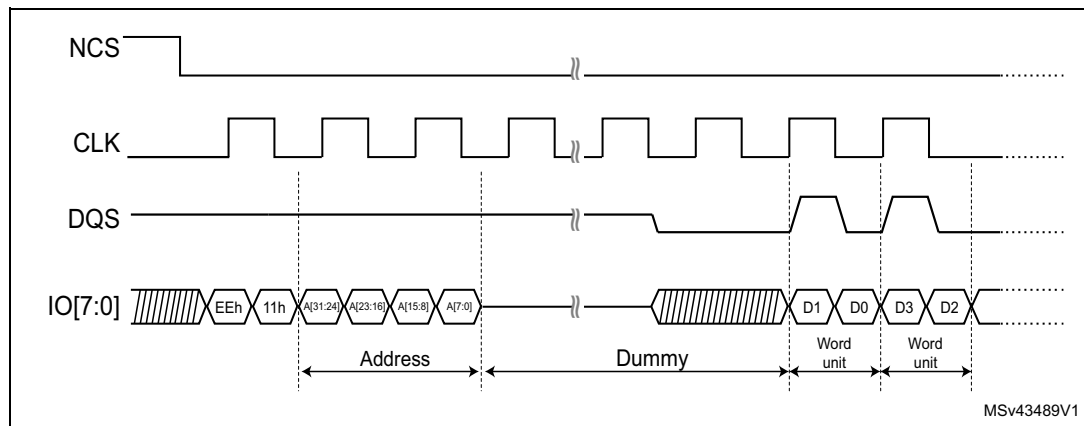 NCS
CLK
DQS
IO[7:0] EEh 11h A[31:24] A[23:16] A[15:8] A[7:0] D1 D0 D3 D2
Address Dummy Word unit Word unit
MSv43489V1